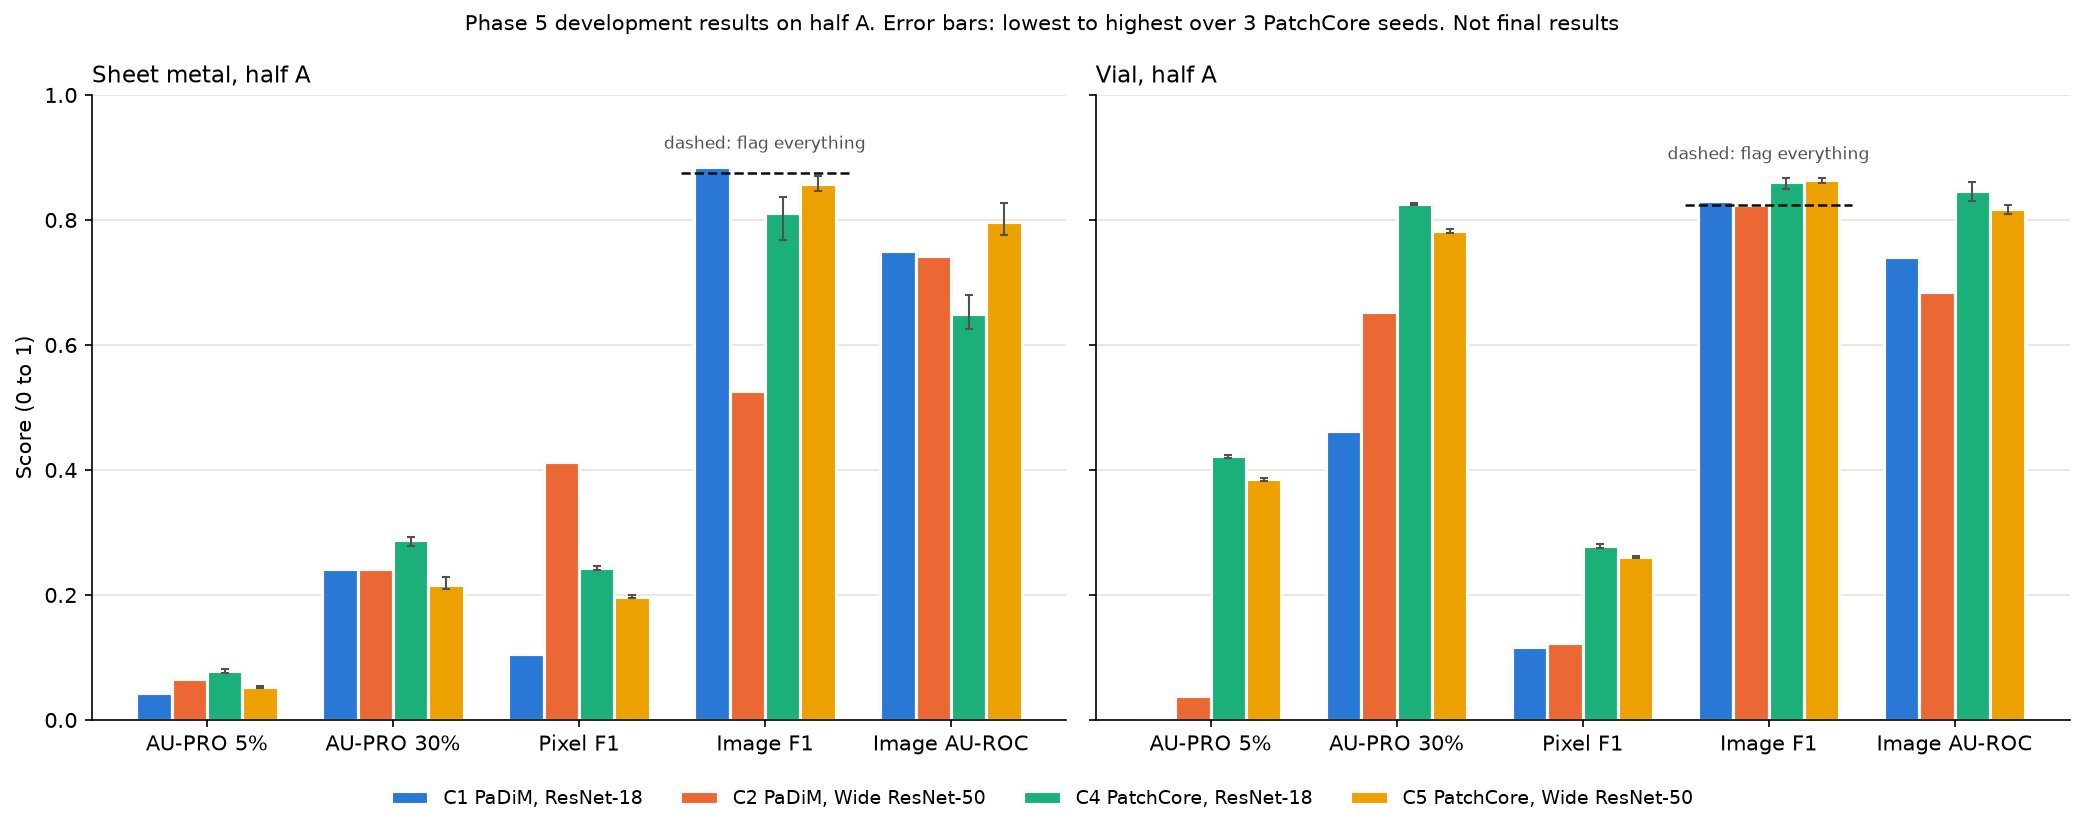 Phase 5 development results on half A. Error bars: lowest to highest over 3 PatchCore seeds. Not final results
Sheet metal, half A
Vial, half A
Score (0 to 1)
1.0
0.8
0.6
0.4
0.2
0.0
dashed: flag everything
dashed: flag everything
AU-PRO 5%
AU-PRO 30%
Pixel F1
Image F1
Image AU-ROC
AU-PRO 5%
AU-PRO 30%
Pixel F1
Image F1
Image AU-ROC
C1 PaDiM, ResNet-18
C2 PaDiM, Wide ResNet-50
C4 PatchCore, ResNet-18
C5 PatchCore, Wide ResNet-50